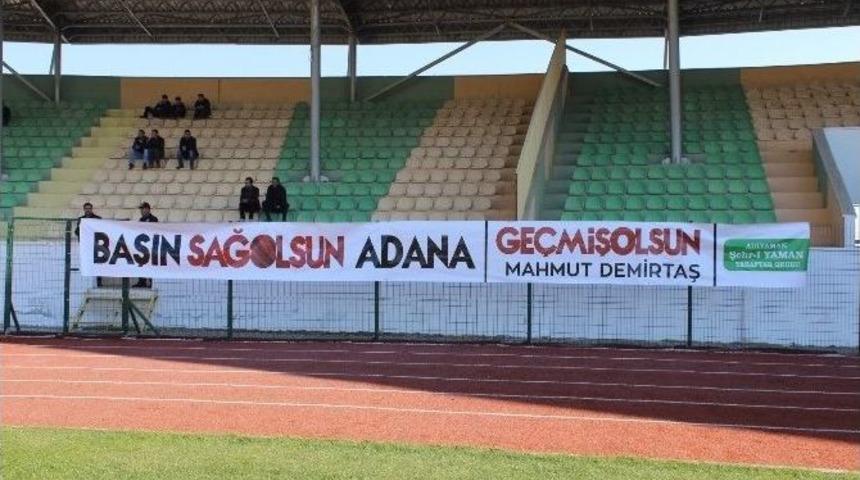 BAŞIN SAĞOLSUN ADANA
GEÇMİŞOLSUN
MAHMUT DEMİRTAŞ
ADIYAMAN
Şehr-İ YAMAN
TARAFTAR GRUBU